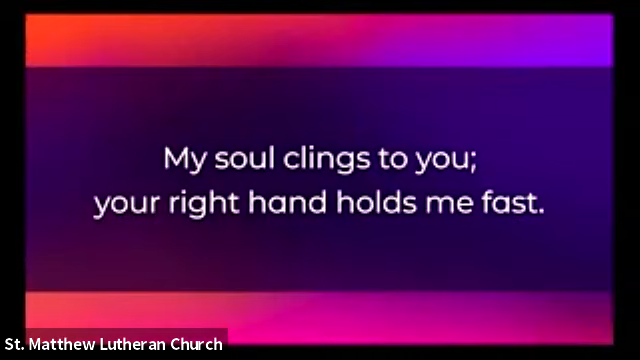 My soul clings to you;
your right hand holds me fast.
St. Matthew Lutheran Church